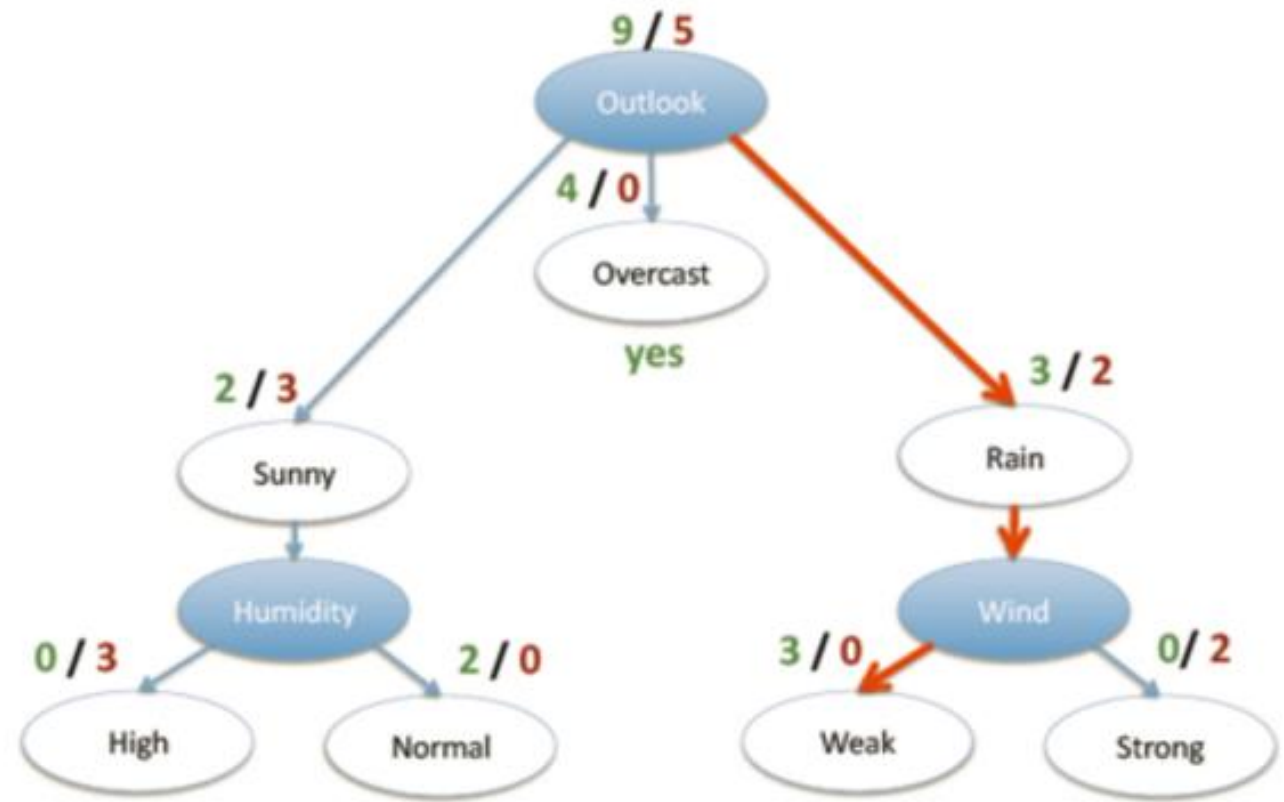 9 / 5
Outlook
4 / 0
Overcast
yes
2 / 3
3 / 2
Sunny
Rain
Humidity
Wind
0 / 3
2 / 0
3 / 0
0/ 2
High
Normal
Weak
Strong